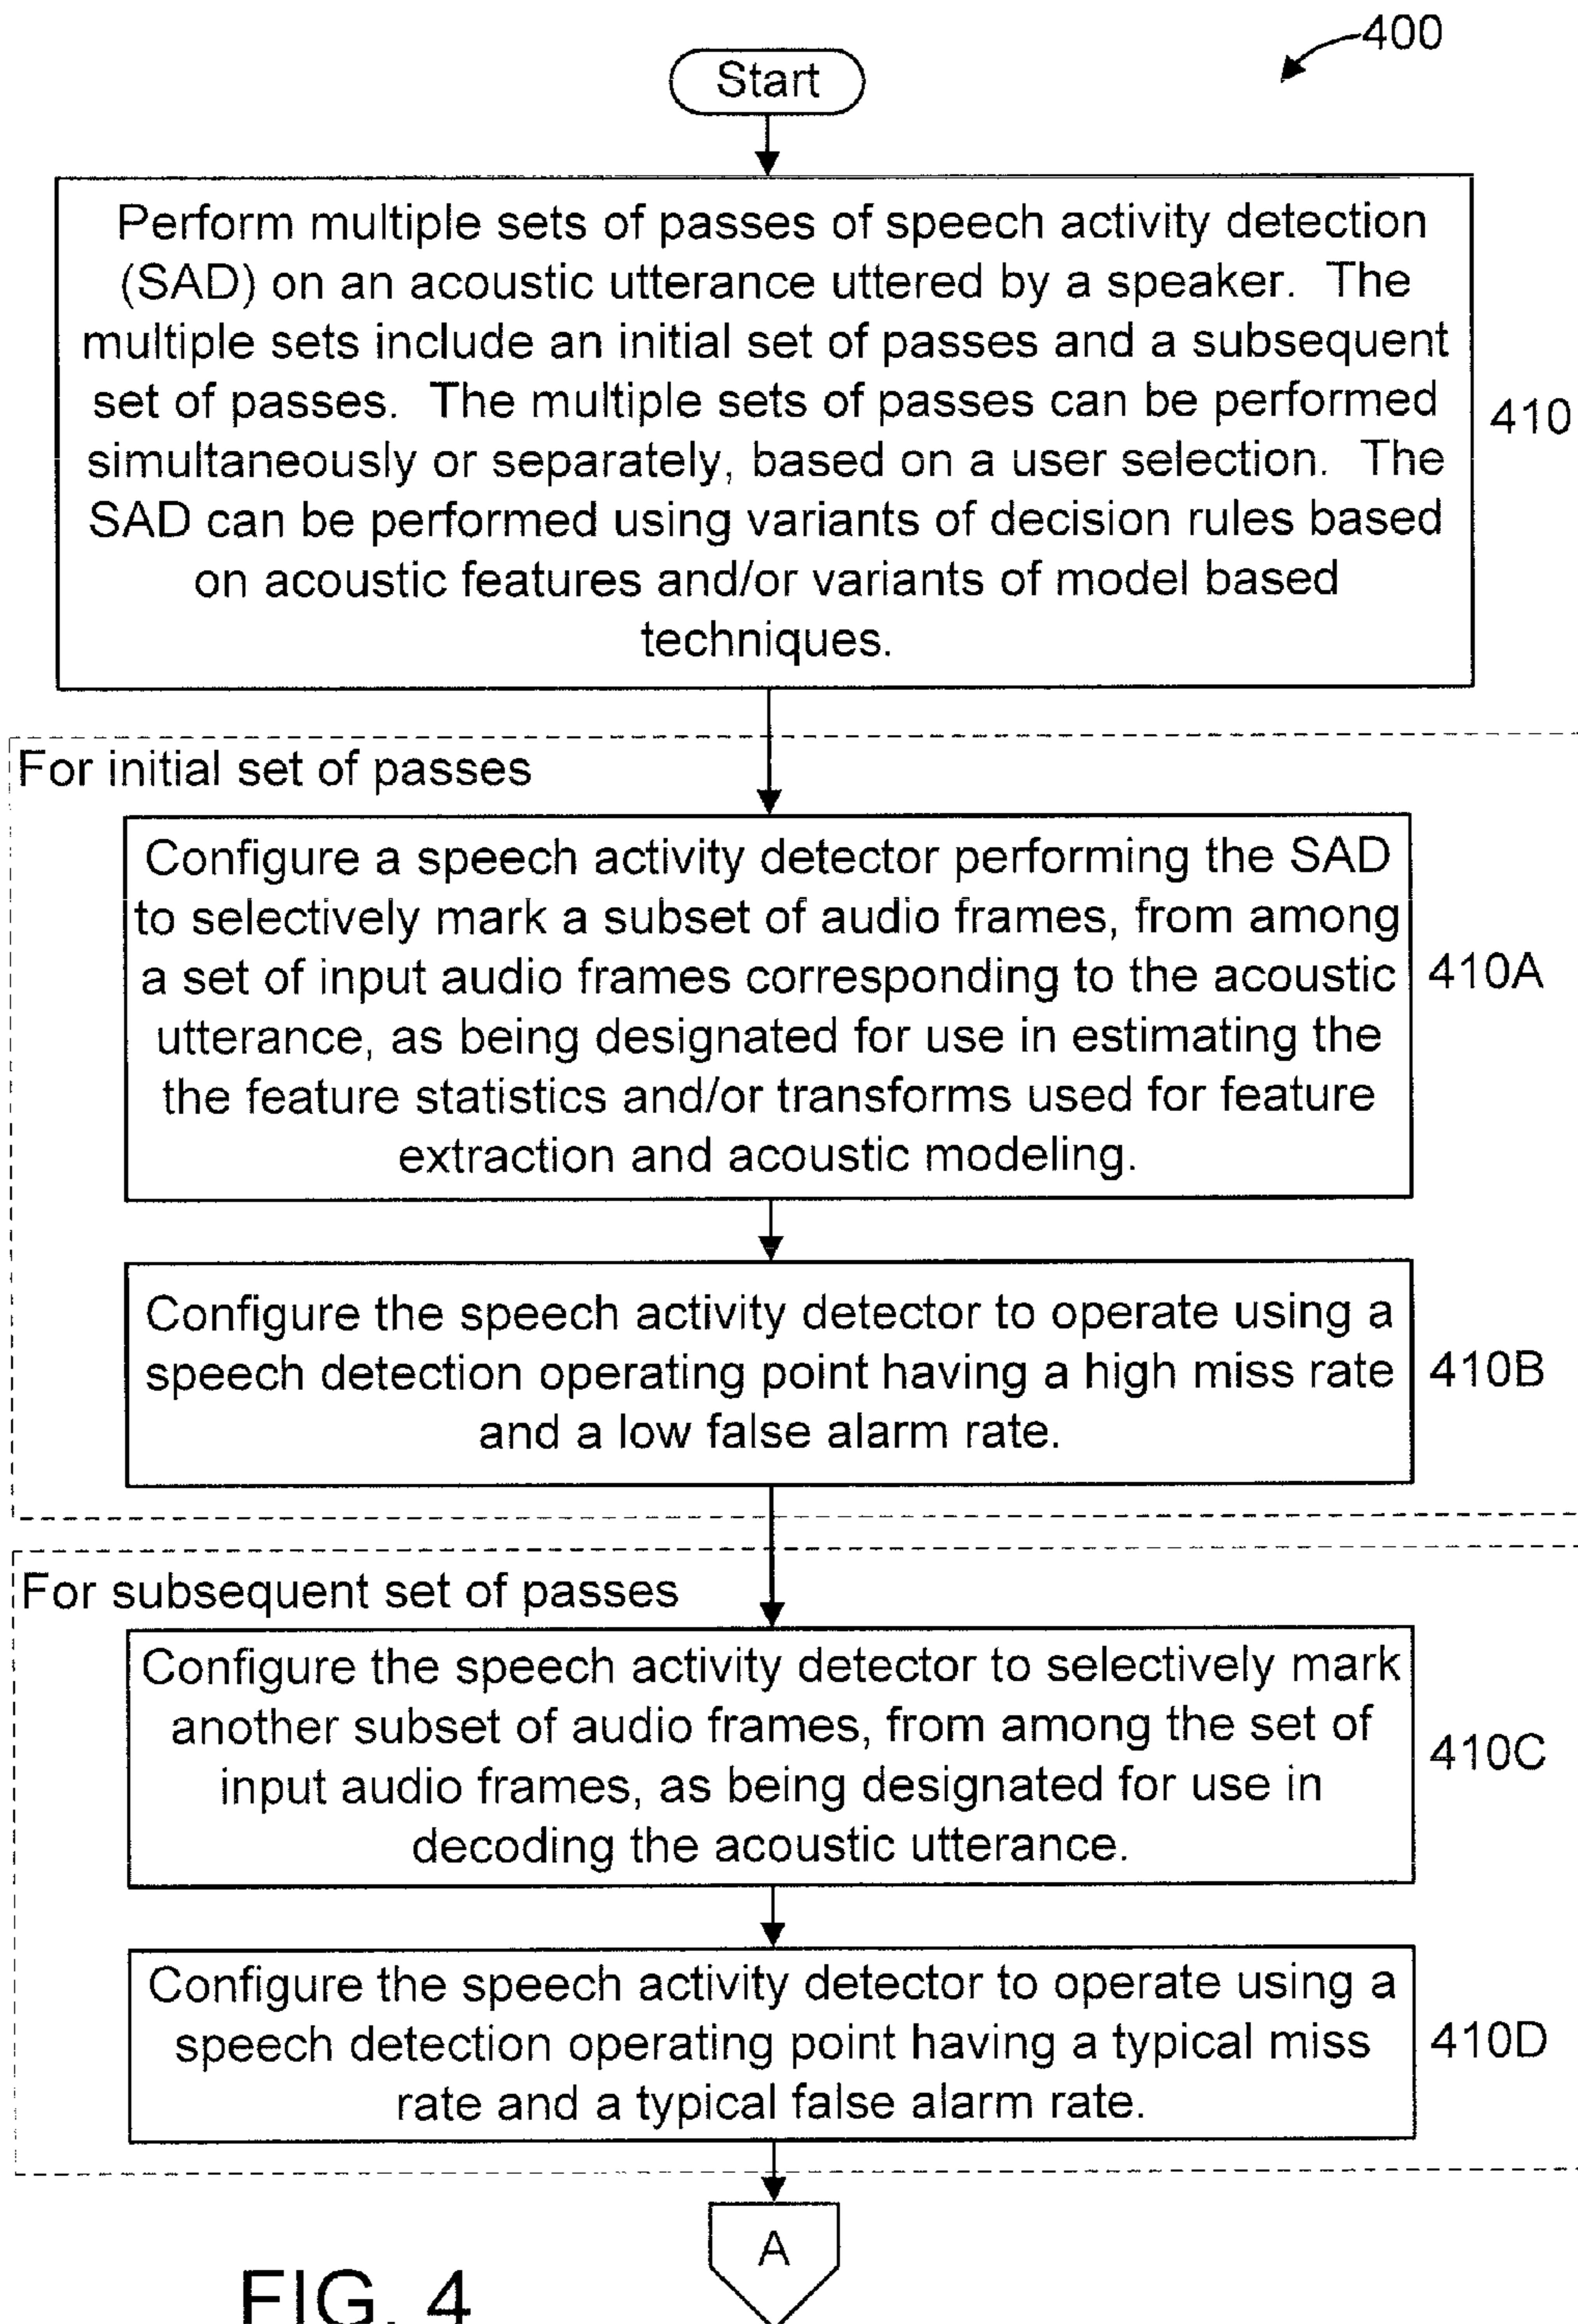 400
Start
Perform multiple sets of passes of speech activity detection
(SAD) on an acoustic utterance uttered by a speaker. The
multiple sets include an initial set of passes and a subsequent
set of passes. The multiple sets of passes can be performed
simultaneously or separately, based on a user selection. The
SAD can be performed using variants of decision rules based
on acoustic features and/or variants of model based
techniques.
410
For initial set of passes
Configure a speech activity detector performing the SAD
to selectively mark a subset of audio frames, from among
a set of input audio frames corresponding to the acoustic
utterance, as being designated for use in estimating the
the feature statistics and/or transforms used for feature
extraction and acoustic modeling.
410A
Configure the speech activity detector to operate using a
speech detection operating point having a high miss rate
and a low false alarm rate.
410B
For subsequent set of passes
Configure the speech activity detector to selectively mark
another subset of audio frames, from among the set of
input audio frames, as being designated for use in
decoding the acoustic utterance.
410C
Configure the speech activity detector to operate using a
speech detection operating point having a typical miss
rate and a typical false alarm rate.
410D
A
FIG. 4